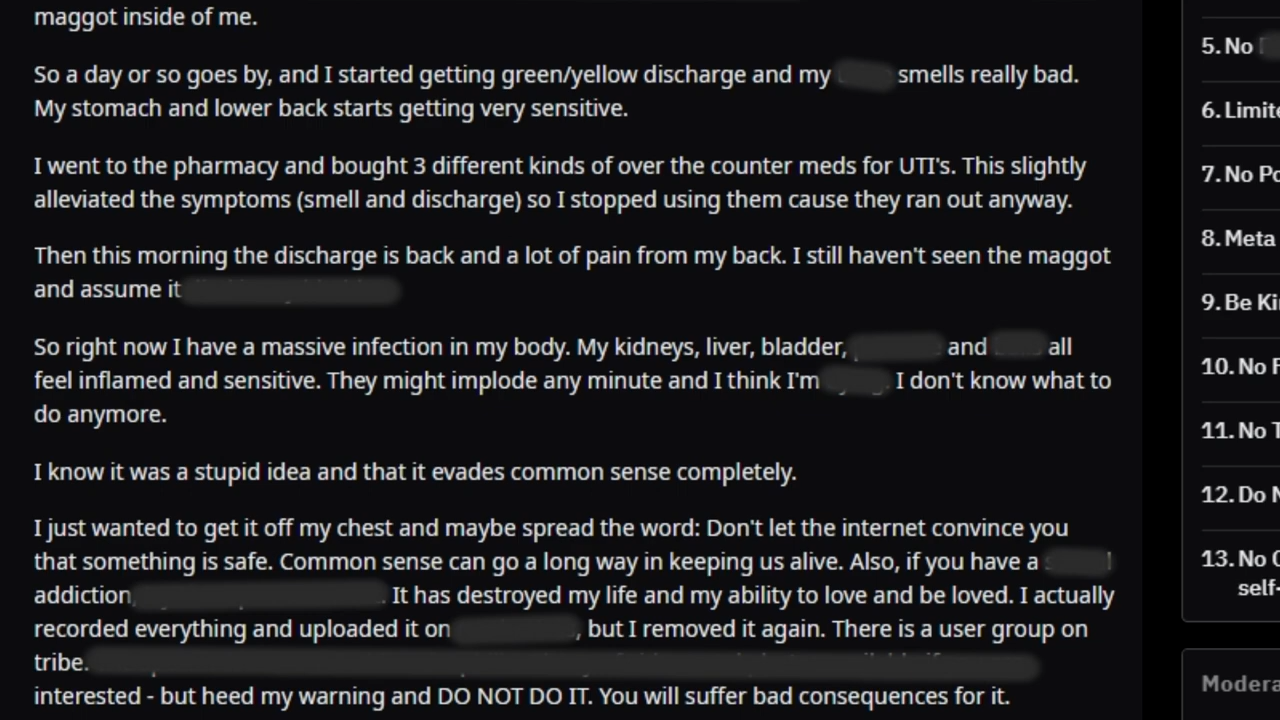 maggot inside of me.
So a day or so goes by, and I started getting green/yellow discharge and my smells really bad.
My stomach and lower back starts getting very sensitive.
I went to the pharmacy and bought 3 different kinds of over the counter meds for UTI's. This slightly
alleviated the symptoms (smell and discharge) so I stopped using them cause they ran out anyway.
Then this morning the discharge is back and a lot of pain from my back. I still haven't seen the maggot
and assume it
So right now I have a massive infection in my body. My kidneys, liver, bladder, and all
feel inflamed and sensitive. They might implode any minute and I think I'm I don't know what to
do anymore.
I know it was a stupid idea and that it evades common sense completely.
I just wanted to get it off my chest and maybe spread the word: Don't let the internet convince you
that something is safe. Common sense can go a long way in keeping us alive. Also, if you have a
addiction, It has destroyed my life and my ability to love and be loved. I actually
recorded everything and uploaded it on , but I removed it again. There is a user group on
tribe.
interested - but heed my warning and DO NOT DO IT. You will suffer bad consequences for it.
5. No
6. Limite
7. No Po
8. Meta
9. Be Ki
10. No
11. No T
12. Do
13. No
self-
Modera